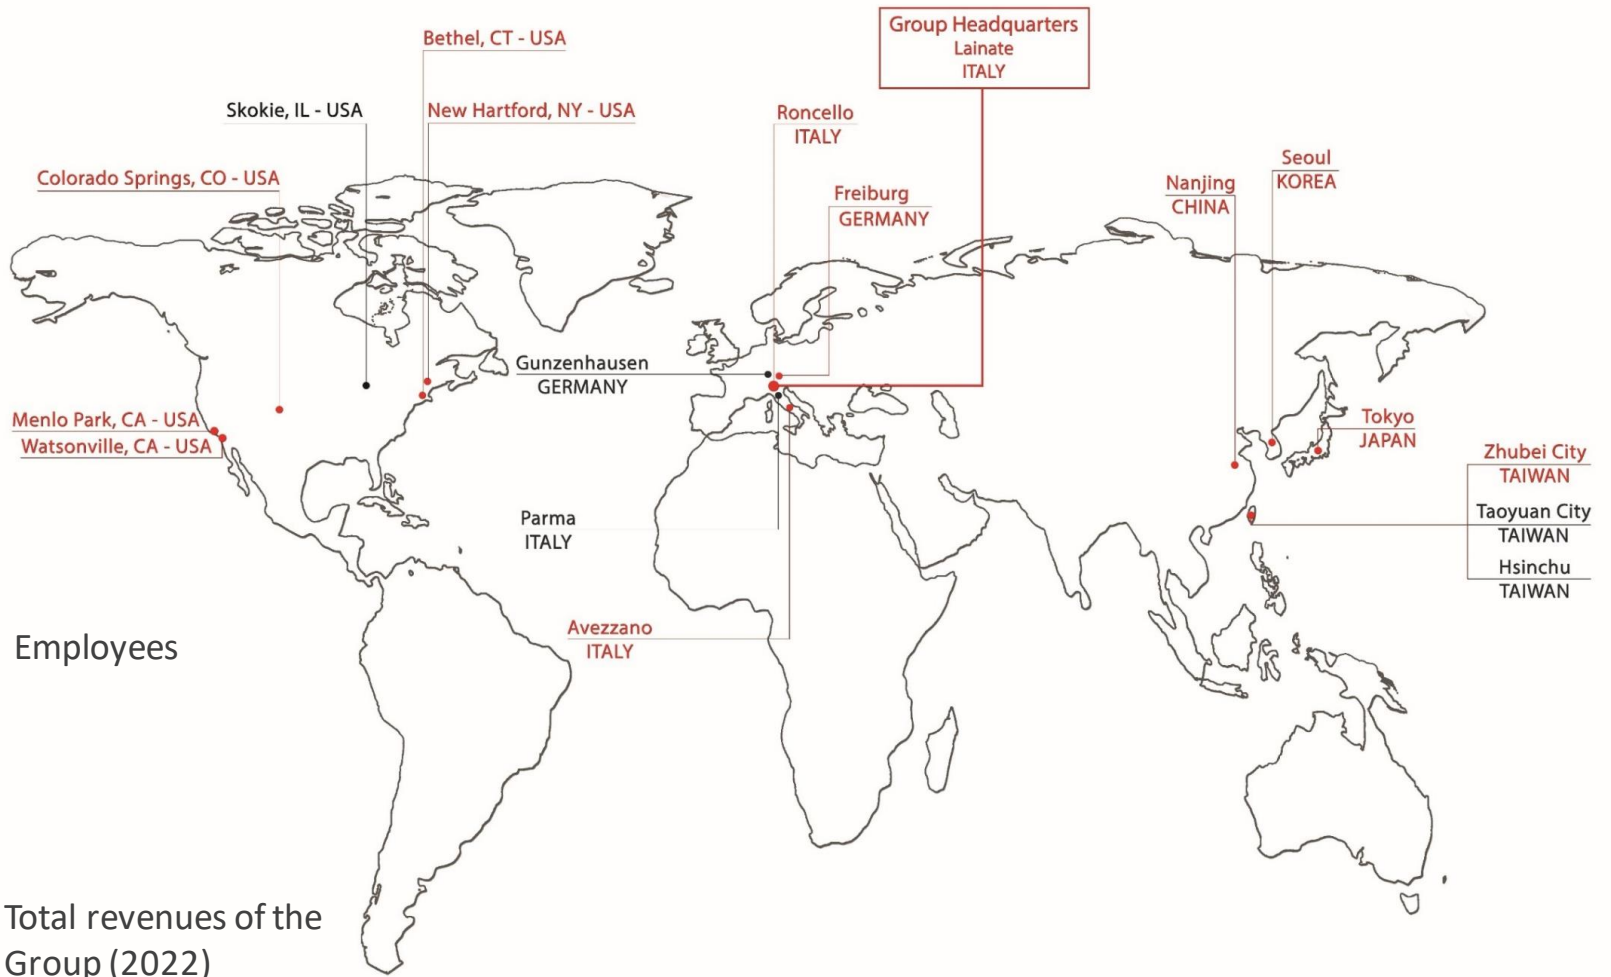 Group Headquarters
Lainate
ITALY
Bethel, CT - USA
Skokie, IL - USA
New Hartford, NY - USA
Roncello
ITALY
Colorado Springs, CO - USA
Freiburg
GERMANY
Nanjing
CHINA
Seoul
KOREA
Gunzenhausen
GERMANY
Menlo Park, CA - USA
Watsonville, CA - USA
Tokyo
JAPAN
Zhubei City
TAIWAN
Taoyuan City
TAIWAN
Hsinchu
TAIWAN
Parma
ITALY
Avezzano
ITALY
Employees
Total revenues of the
Group (2022)